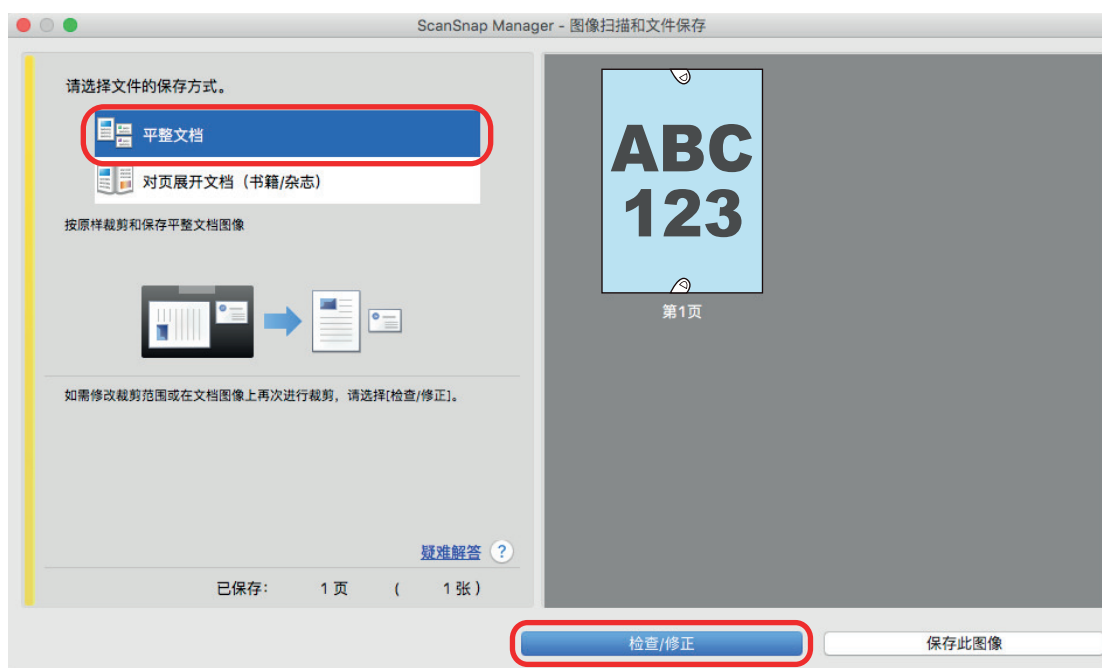 ScanSnap Manager - 图像扫描和文件保存
请选择文件的保存方式。
平整文档
对页展开文档（书籍/杂志）
按原样裁剪和保存平整文档图像
如需修改裁剪范围或在文档图像上再次进行裁剪，请选择[检查/修正]。
疑难解答 ?
已保存: 1 页 ( 1 张 )
ABC
123
第1页
检查/修正
保存此图像